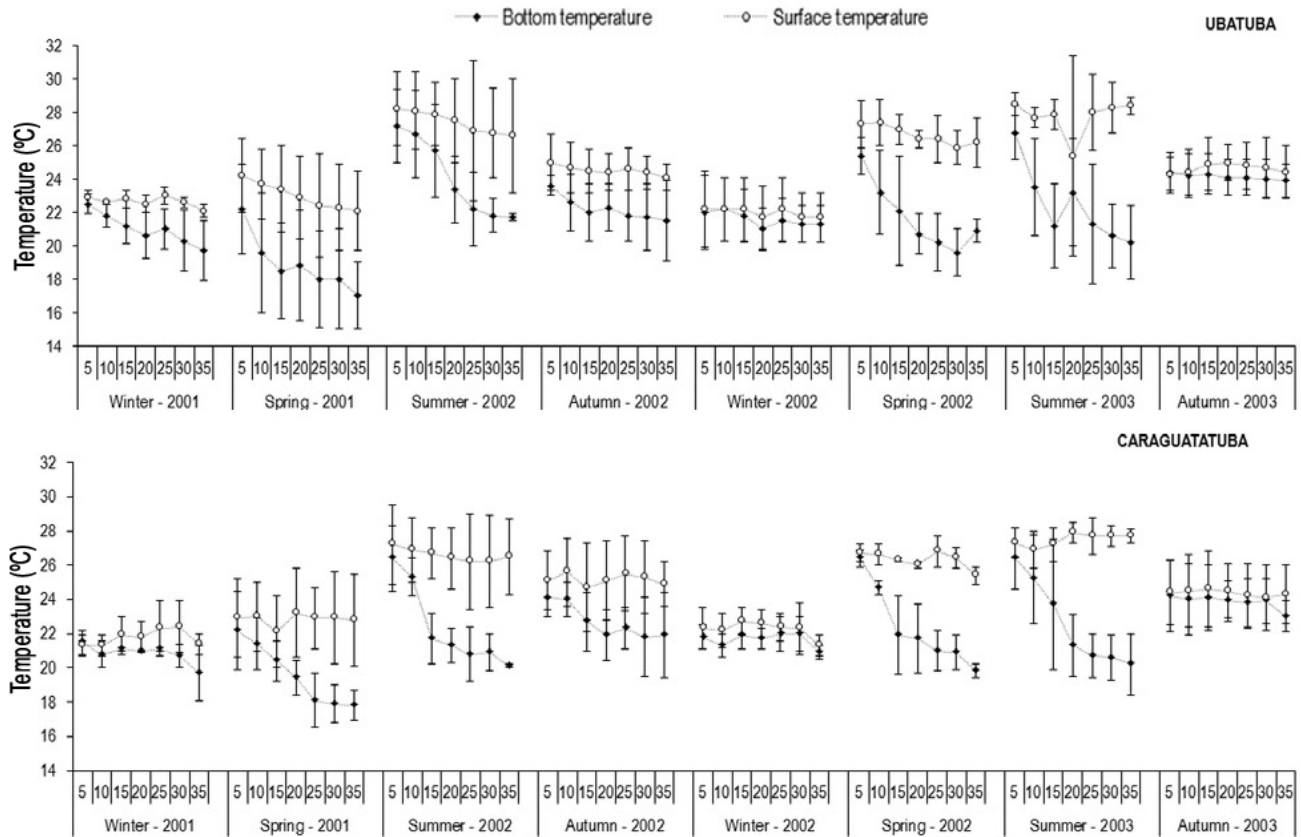 Bottom temperature Surface temperature
UBATUBA
Temperature (ºC)
32
30
28
26
24
22
20
18
16
14
5 10 15 20 25 30 35 5 10 15 20 25 30 35 5 10 15 20 25 30 35 5 10 15 20 25 30 35 5 10 15 20 25 30 35 5 10 15 20 25 30 35 5 10 15 20 25 30 35 5 10 15 20 25 30 35
Winter - 2001 Spring - 2001 Summer - 2002 Autumn - 2002 Winter - 2002 Spring - 2002 Summer - 2003 Autumn - 2003
CARAGUATATUBA
Temperature (ºC)
32
30
28
26
24
22
20
18
16
14
5 10 15 20 25 30 35 5 10 15 20 25 30 35 5 10 15 20 25 30 35 5 10 15 20 25 30 35 5 10 15 20 25 30 35 5 10 15 20 25 30 35 5 10 15 20 25 30 35 5 10 15 20 25 30 35
Winter - 2001 Spring - 2001 Summer - 2002 Autumn - 2002 Winter - 2002 Spring - 2002 Summer - 2003 Autumn - 2003